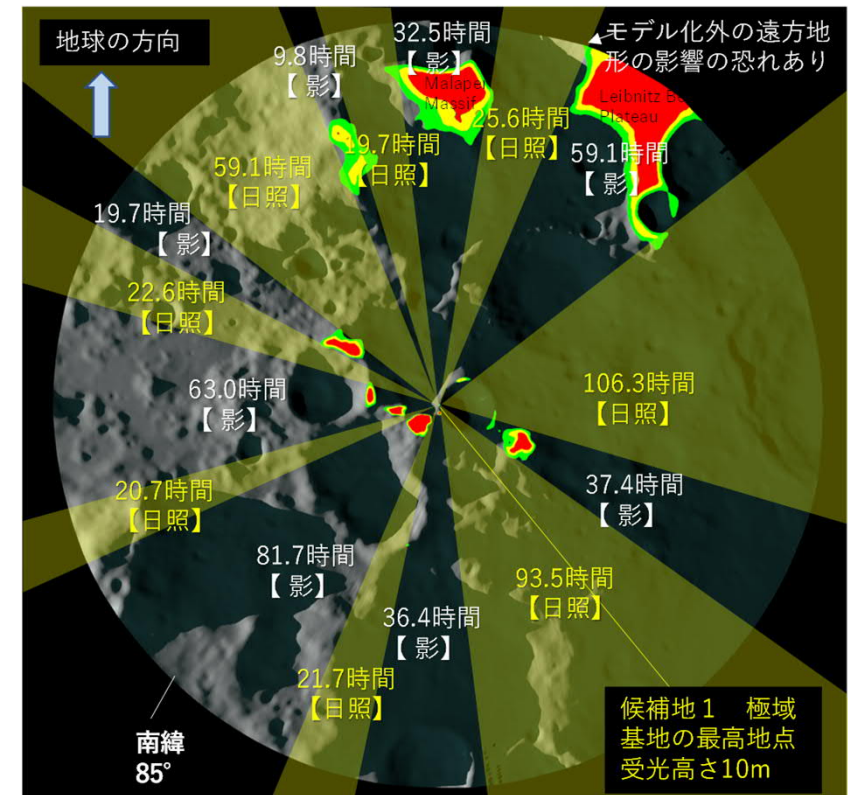 地球の方向
9.8時間
【 影】
32.5時間
【 影】
Malapert
Massif
モデル化外の遠方地
形の影響の恐れあり
Leibnitz
Plateau
25.6時間
【日照】
19.7時間
【日照】
59.1時間
【 影】
59.1時間
【日照】
19.7時間
【 影】
22.6時間
【日照】
63.0時間
【 影】
106.3時間
【日照】
37.4時間
【 影】
20.7時間
【日照】
81.7時間
【 影】
93.5時間
【日照】
36.4時間
【 影】
21.7時間
【日照】
南緯
85°
候補地１　極域
基地の最高地点
受光高さ10m